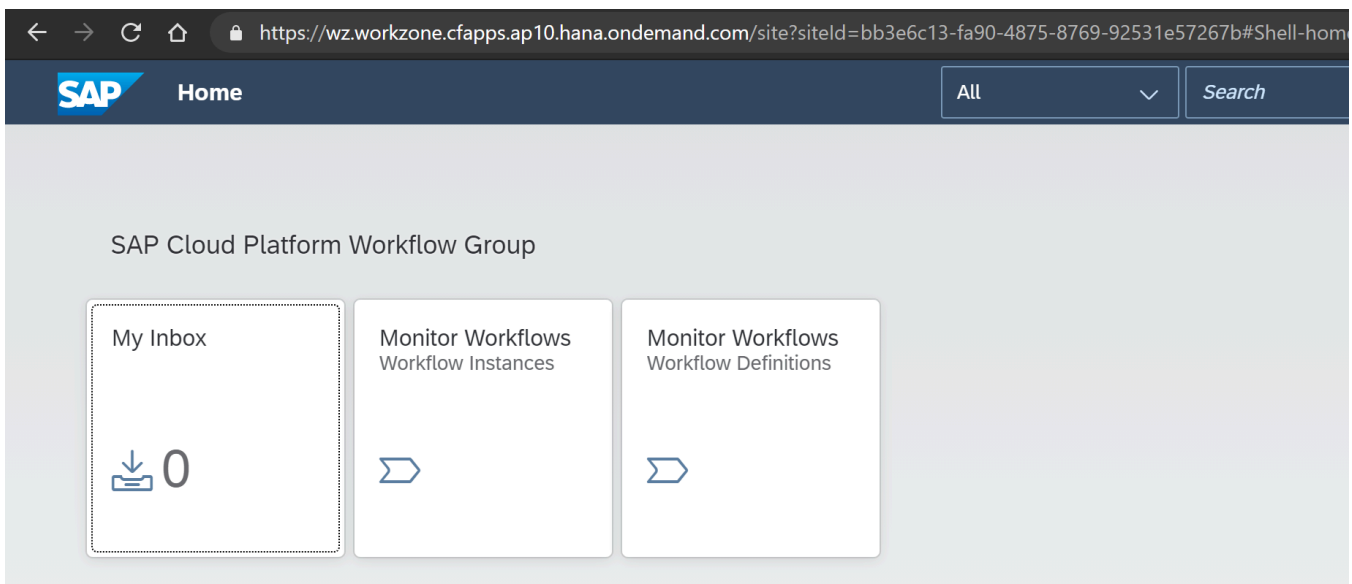 https://wz.workzone.cfapps.ap10.hana.ondemand.com/site?siteId=bb3e6c13-fa90-4875-8769-92531e57267b#Shell-home
SAP Home All Search
SAP Cloud Platform Workflow Group
My Inbox
0
Monitor Workflows
Workflow Instances
Monitor Workflows
Workflow Definitions